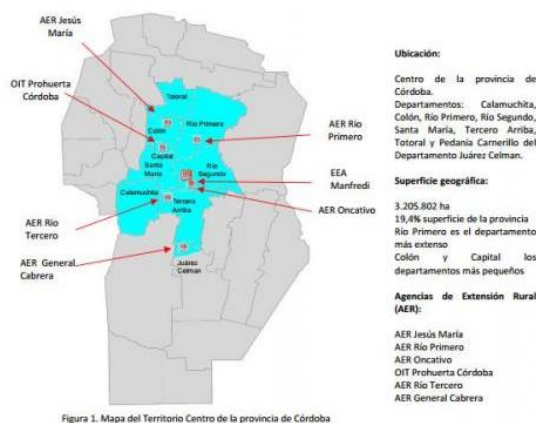 AER Jesús
María
OIT Prohuerta
Córdoba
AER Río
Tercero
AER General
Cabrera
Totoral
Río Primero
Colón
Capital
Santa
María
Río
Segundo
Calamuchita
Tercero
Arriba
Juárez
Celman
AER Río
Primero
EEA
Manfredi
AER Oncativo
Figura 1. Mapa del Territorio Centro de la provincia de Córdoba
Ubicación:
Centro de la provincia de
Córdoba.
Departamentos: Calamuchita,
Colón, Río Primero, Río Segundo,
Santa María, Tercero Arriba,
Totoral y Pedanía Carnerillo del
Departamento Juárez Celman.
Superficie geográfica:
3.205.802 ha
19,4% superficie de la provincia
Río Primero es el departamento
más extenso
Colón y Capital los
departamentos más pequeños
Agencias de Extensión Rural
(AER):
AER Jesús María
AER Río Primero
AER Oncativo
OIT Prohuerta Córdoba
AER Río Tercero
AER General Cabrera